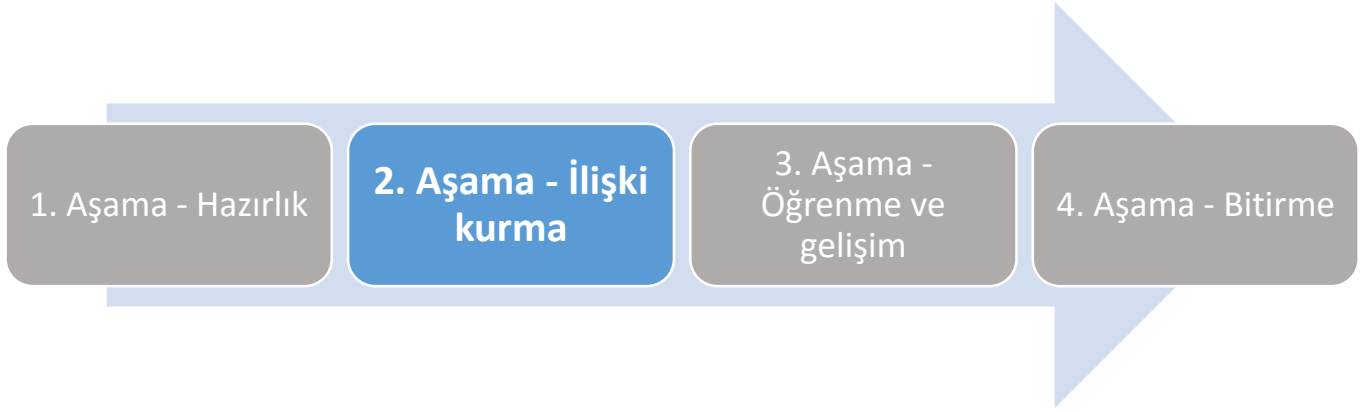 1. Aşama - Hazırlık
2. Aşama - İlişki
kurma
3. Aşama -
Öğrenme ve
gelişim
4. Aşama - Bitirme